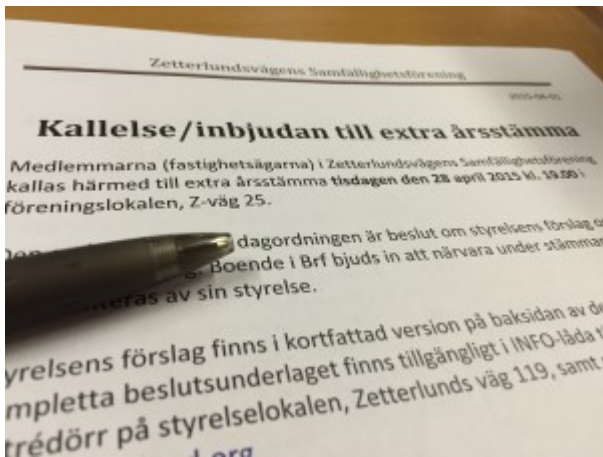 Zetterlundsvägens Samfällighetsförening
Kallelse/inbjudan till extra årsstämma
Medlemmarna (fastighetsägarna) i Zetterlundsvägens Samfällighetsförening
kallas härmed till extra årsstämma tisdagen den 28 april 2015 kl. 19.00 i
föreningslokalen, Z-väg 25.
dagordningen är beslut om styrelsens förslag
Boende i Brf bjuds in att närvara under stämman
av sin styrelse.
yrelsens förslag finns i kortfattad version på baksidan av de
mpletta beslutsunderlaget finns tillgängligt i INFO-låda
trédörr på styrelselokalen, Zetterlunds väg 119, samt
.org